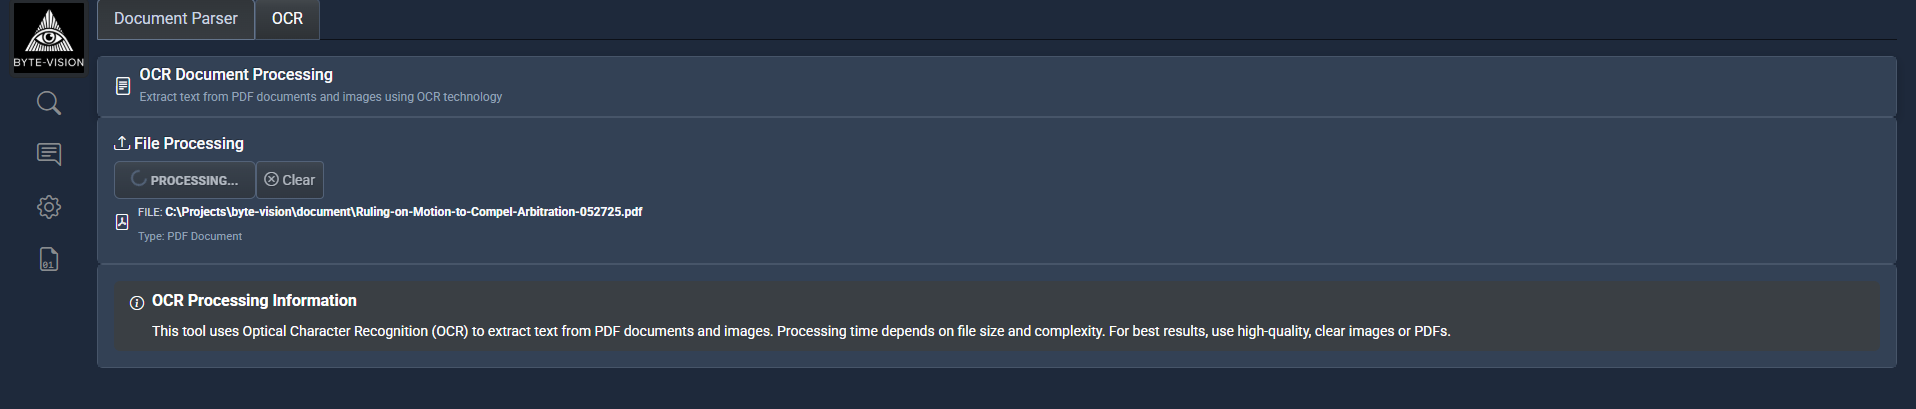 Document Parser
OCR
BYTE-VISION
OCR Document Processing
Extract text from PDF documents and images using OCR technology
File Processing
PROCESSING...
Clear
FILE: C:\Projects\byte-vision\document\Ruling-on-Motion-to-Compel-Arbitration-052725.pdf
Type: PDF Document
01
OCR Processing Information
This tool uses Optical Character Recognition (OCR) to extract text from PDF documents and images. Processing time depends on file size and complexity. For best results, use high-quality, clear images or PDFs.